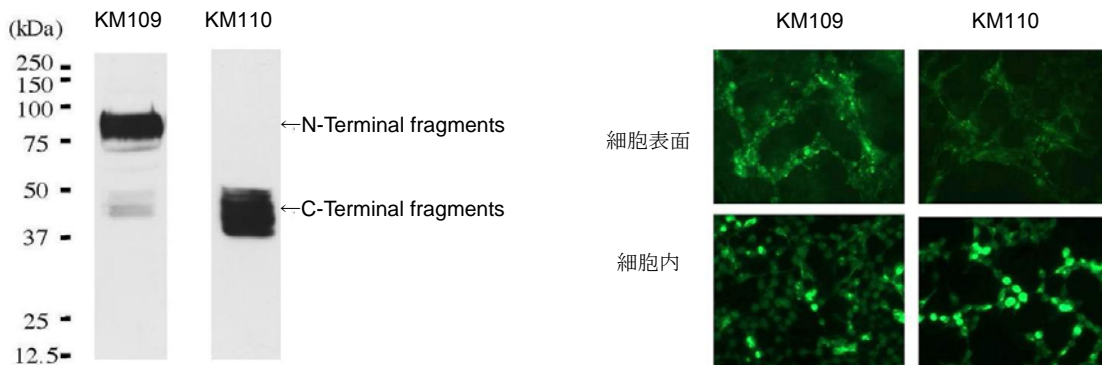 KM109
KM110
(kDa)
250
150
100
75
50
37
25
12.5
←N-Terminal fragments
←C-Terminal fragments
KM109
KM110
細胞表面
細胞内